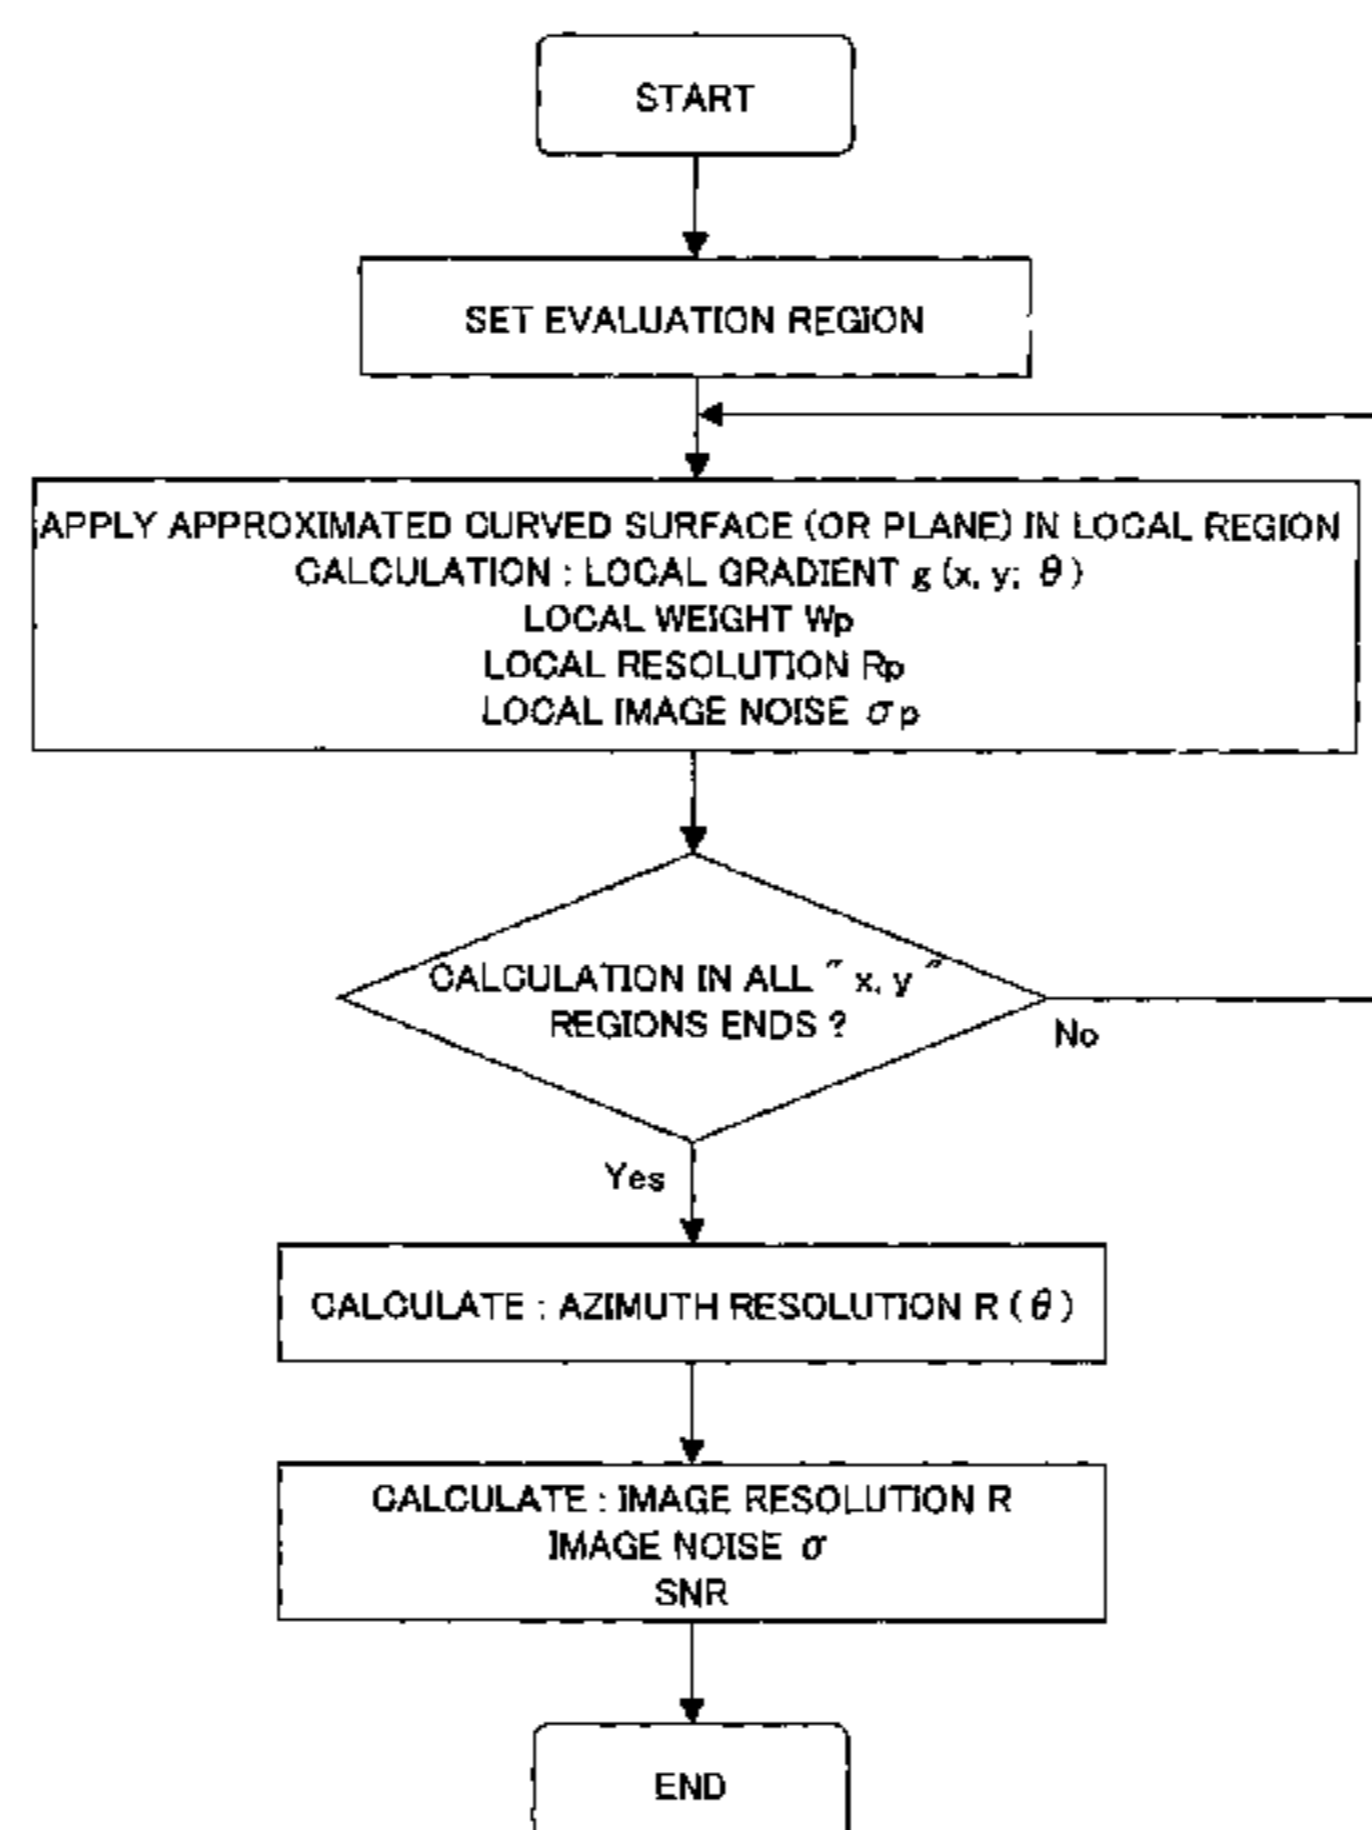 START
SET EVALUATION REGION
APPLY APPROXIMATED CURVED SURFACE (OR PLANE) IN LOCAL REGION
CALCULATION : LOCAL GRADIENT g (x, y; θ)
LOCAL WEIGHT Wp
LOCAL RESOLUTION Rp
LOCAL IMAGE NOISE σp
CALCULATION IN ALL " x, y "
REGIONS ENDS ?
No
Yes
CALCULATE : AZIMUTH RESOLUTION R (θ)
CALCULATE : IMAGE RESOLUTION R
IMAGE NOISE σ
SNR
END